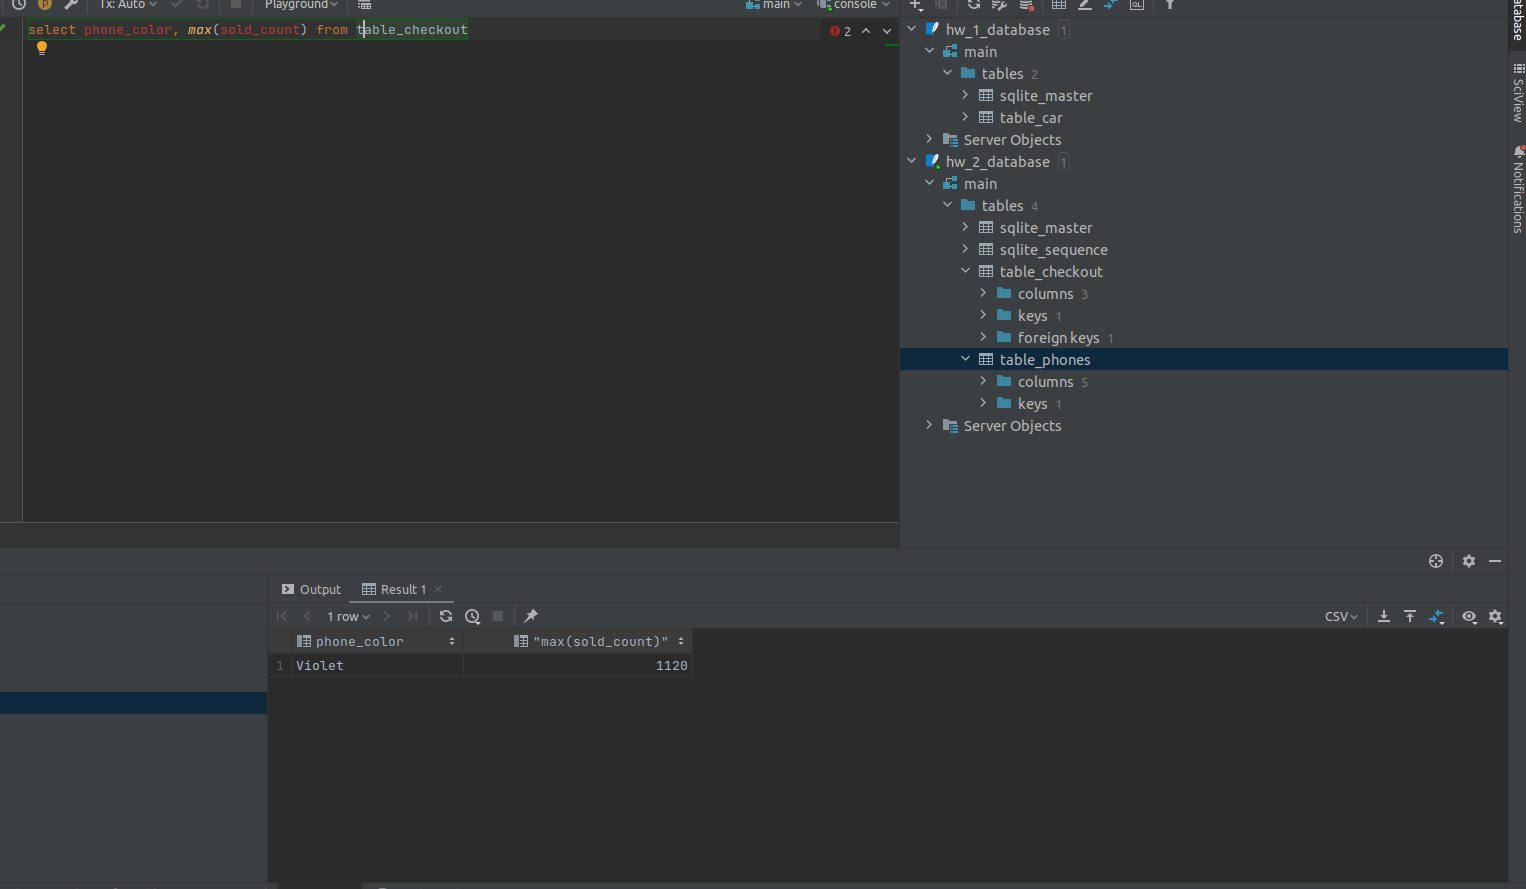 Tx: Auto
Playground
main
console
select phone_color, max(sold_count) from table_checkout
2
hw_1_database 1
main
tables 2
sqlite_master
table_car
Server Objects
hw_2_database 1
main
tables 4
sqlite_master
sqlite_sequence
table_checkout
columns 3
keys 1
foreign keys 1
table_phones
columns 5
keys 1
Server Objects
SciView
Notifications
Output
Result 1
1 row
CSV
phone_color
"max(sold_count)"
1 Violet 1120